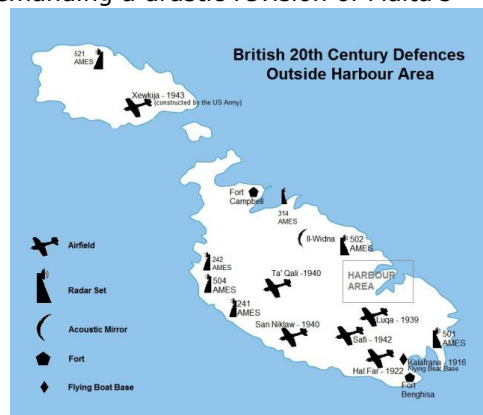 emanding a drastic revision of Malta's
British 20th Century Defences
Outside Harbour Area
521
AMES
Xewkija - 1943
(constructed by the US Army)
Fort
Campbell
314
AMES
Il-Widna
502
AMES
242
AMES
504
AMES
241
AMES
Ta' Qali -1940
HARBOUR
AREA
San Niklaw - 1940
Luqa - 1939
Safi - 1942
501
AMES
Hal Far - 1922
Kalafrana - 1916
Flying Boat Base
Fort
Benghisa
Airfield
Radar Set
Acoustic Mirror
Fort
Flying Boat Base